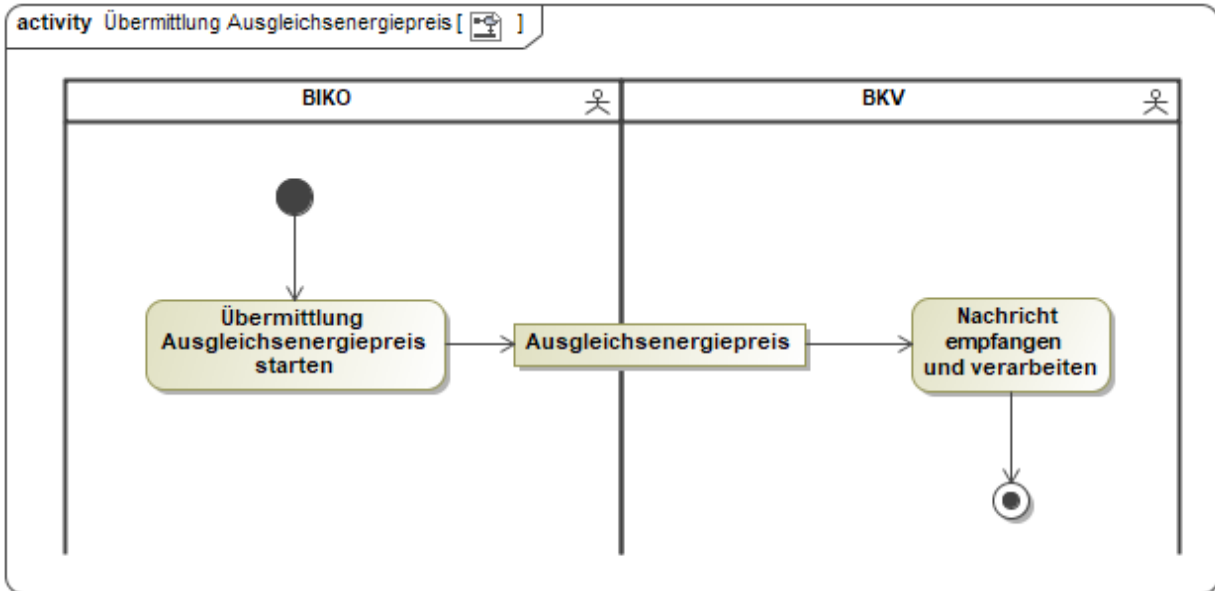 activity Übermittlung Ausgleichsenergiepreis [ ]
BIKO
BKV
Übermittlung
Ausgleichsenergiepreis
starten
Ausgleichsenergiepreis
Nachricht
empfangen
und verarbeiten